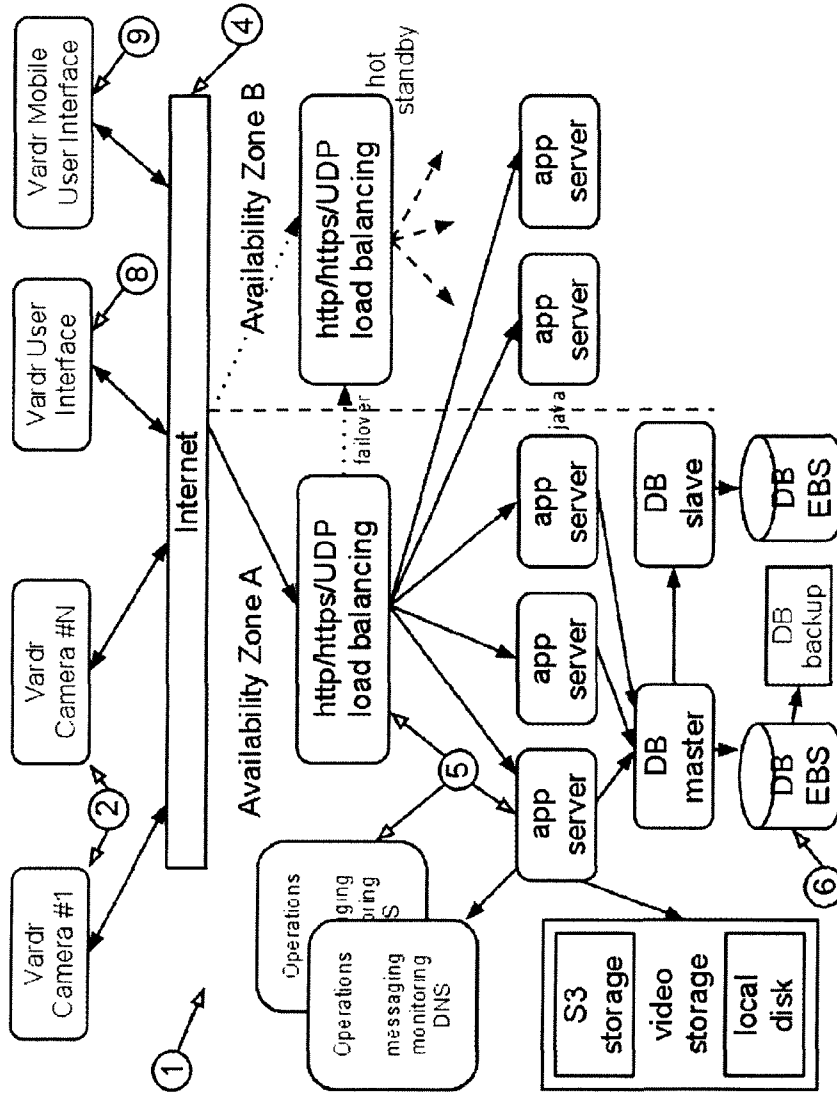 Vardr
Camera #1
Vardr
Camera #N
Vardr User
Interface
Vardr Mobile
User Interface
2
8
9
4
1
Internet
Availability Zone A
Availability Zone B
http/https/UDP
load balancing
failover
http/https/UDP
load balancing
hot
standby
Operations
Operations
messaging
monitoring
DNS
5
app
server
app
server
app
server
java
app
server
app
server
S3
storage
video
storage
local
disk
DB
master
DB
slave
6
DB
EBS
DB
backup
DB
EBS